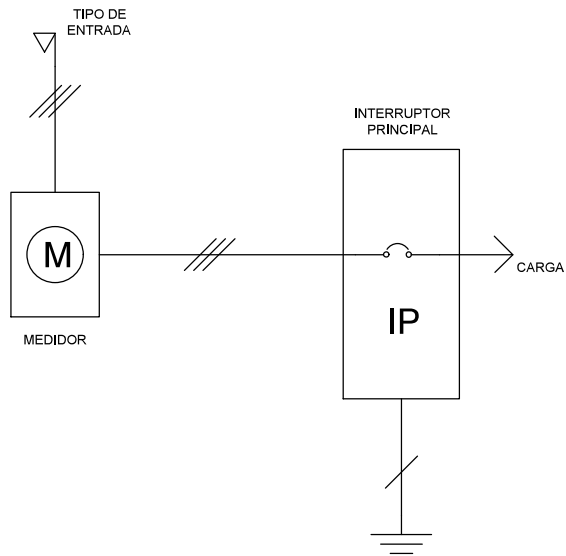 TIPO DE
ENTRADA
INTERRUPTOR
PRINCIPAL
M
CARGA
IP
MEDIDOR